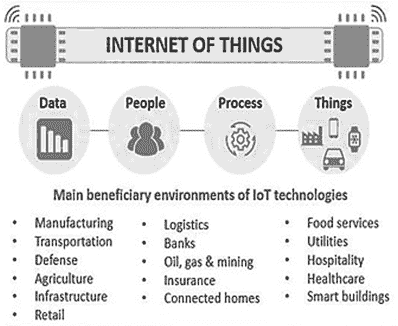 INTERNET OF THINGS
Data People Process Things
Main beneficiary environments of IoT technologies
• Manufacturing
• Transportation
• Defense
• Agriculture
• Infrastructure
• Retail
• Logistics
• Banks
• Oil, gas & mining
• Insurance
• Connected homes
• Food services
• Utilities
• Hospitality
• Healthcare
• Smart buildings